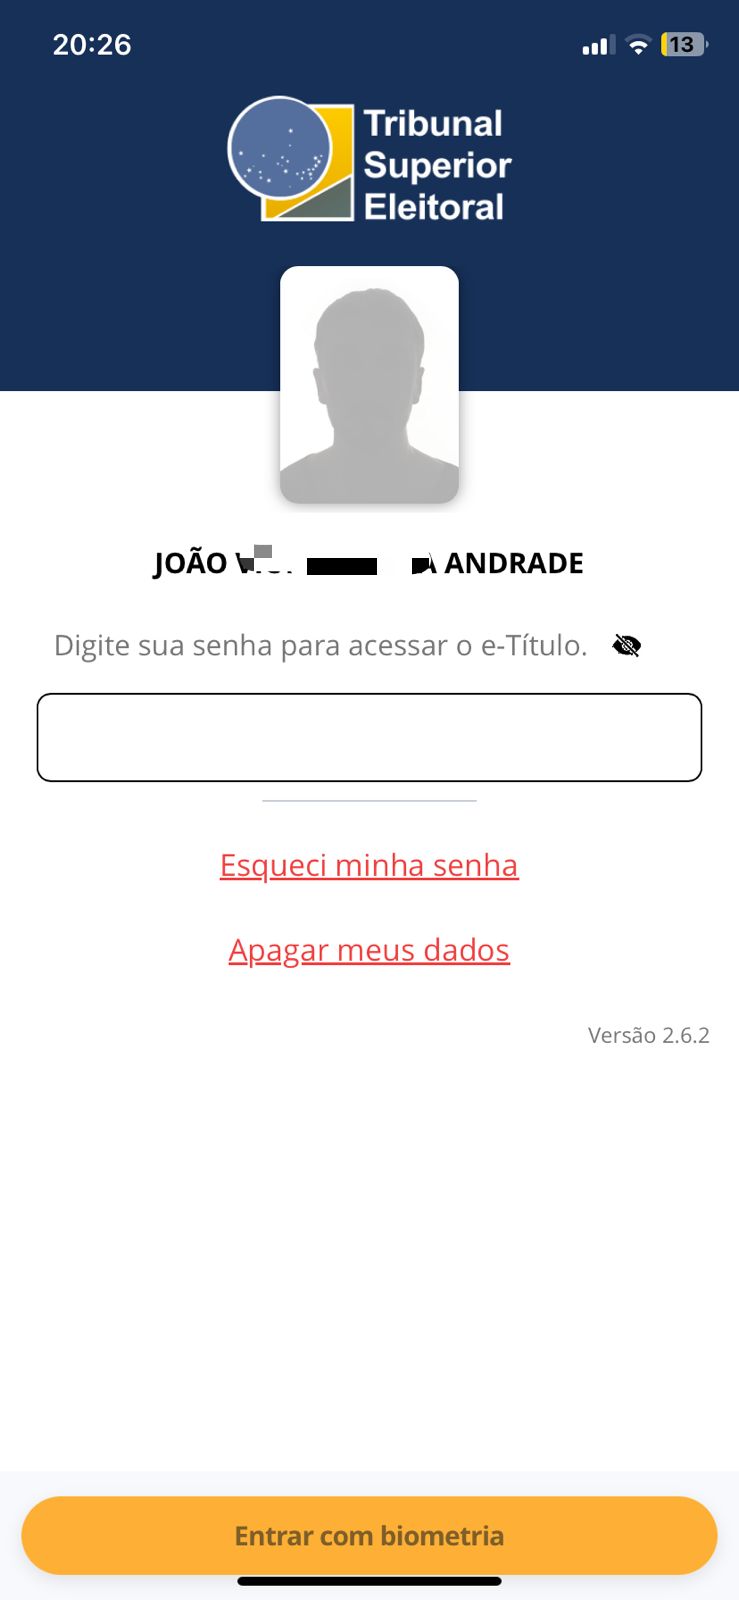 20:26
13
Tribunal
Superior
Eleitoral
JOÃO ANDRADE
Digite sua senha para acessar o e-Título.
Esqueci minha senha
Apagar meus dados
Versão 2.6.2
Entrar com biometria